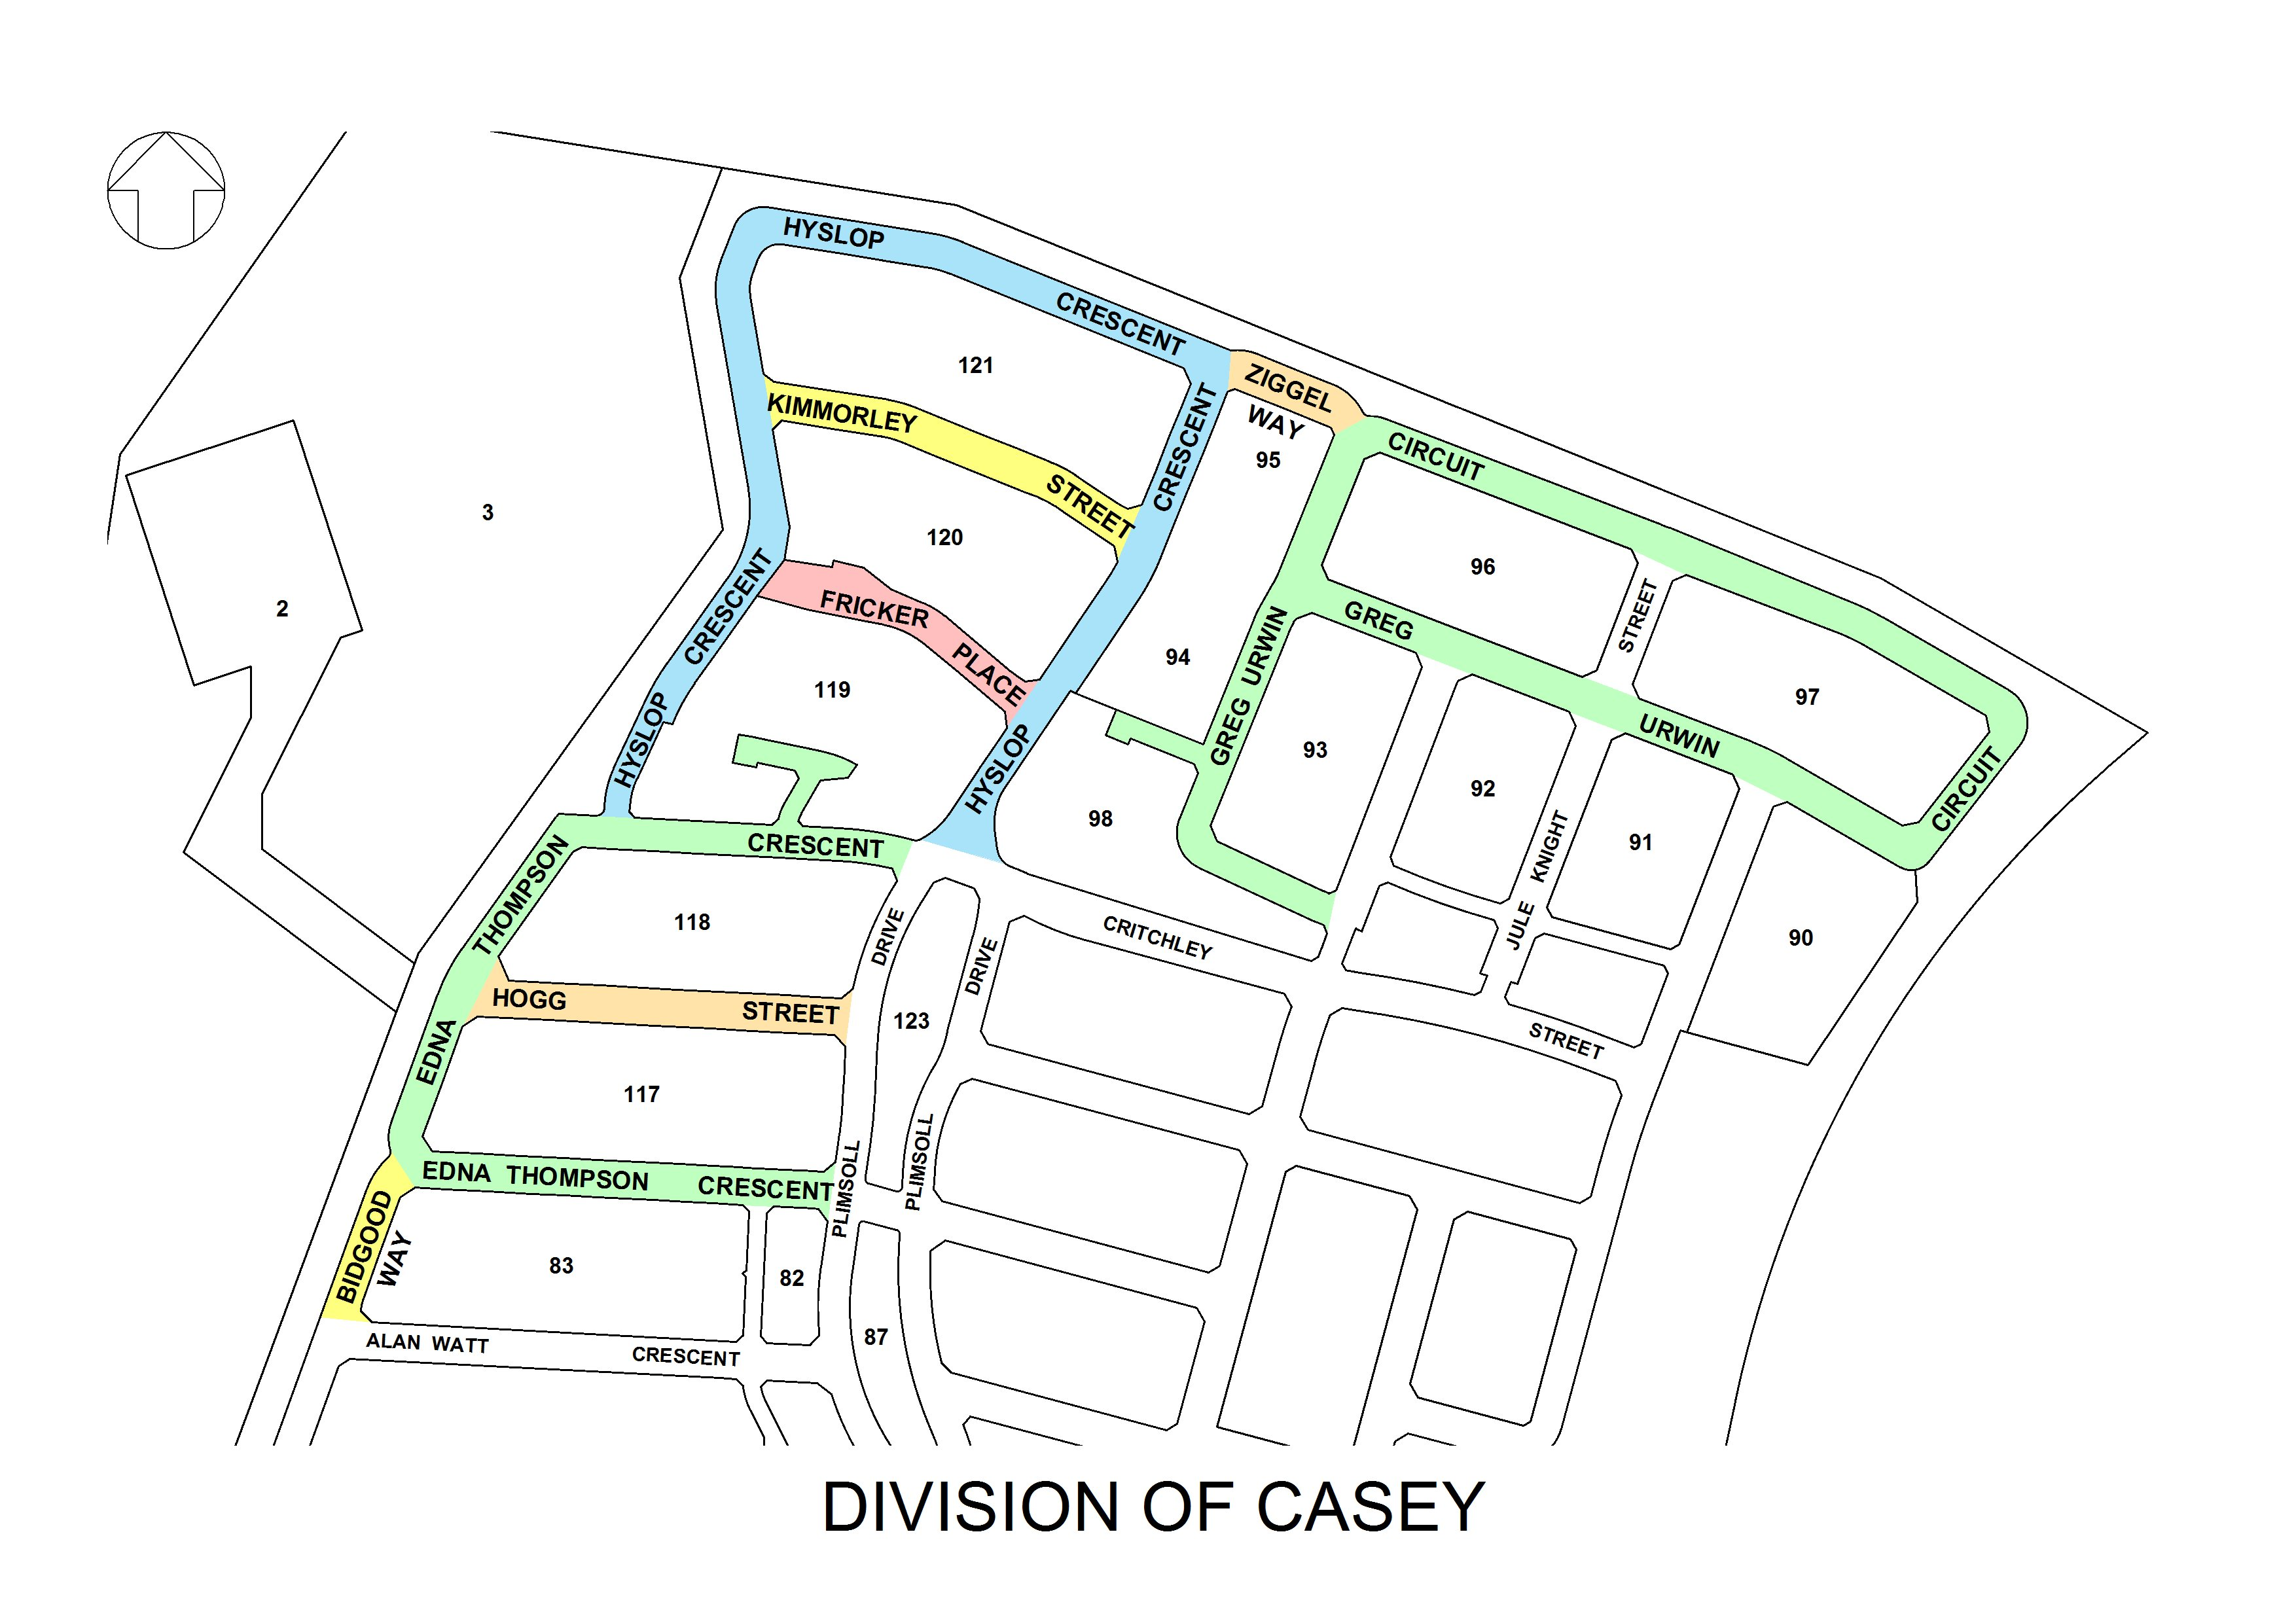 HYSLOP
CRESCENT
121
ZIGGEL
WAY
KIMMORLEY
STREET
CRESCENT
95
CIRCUIT
3
120
96
2
FRICKER
PLACE
CRESCENT
119
HYSLOP
94
GREG URWIN
GREG
URWIN
STREET
97
CIRCUIT
93
92
HYSLOP
98
91
JULE KNIGHT
90
THOMPSON
CRESCENT
118
DRIVE
DRIVE
CRITCHLEY
STREET
HOGG STREET
123
EDNA
117
PLIMSOLL
PLIMSOLL
EDNA THOMPSON CRESCENT
BIDGOOD
WAY
83
82
87
ALAN WATT CRESCENT
DIVISION OF CASEY